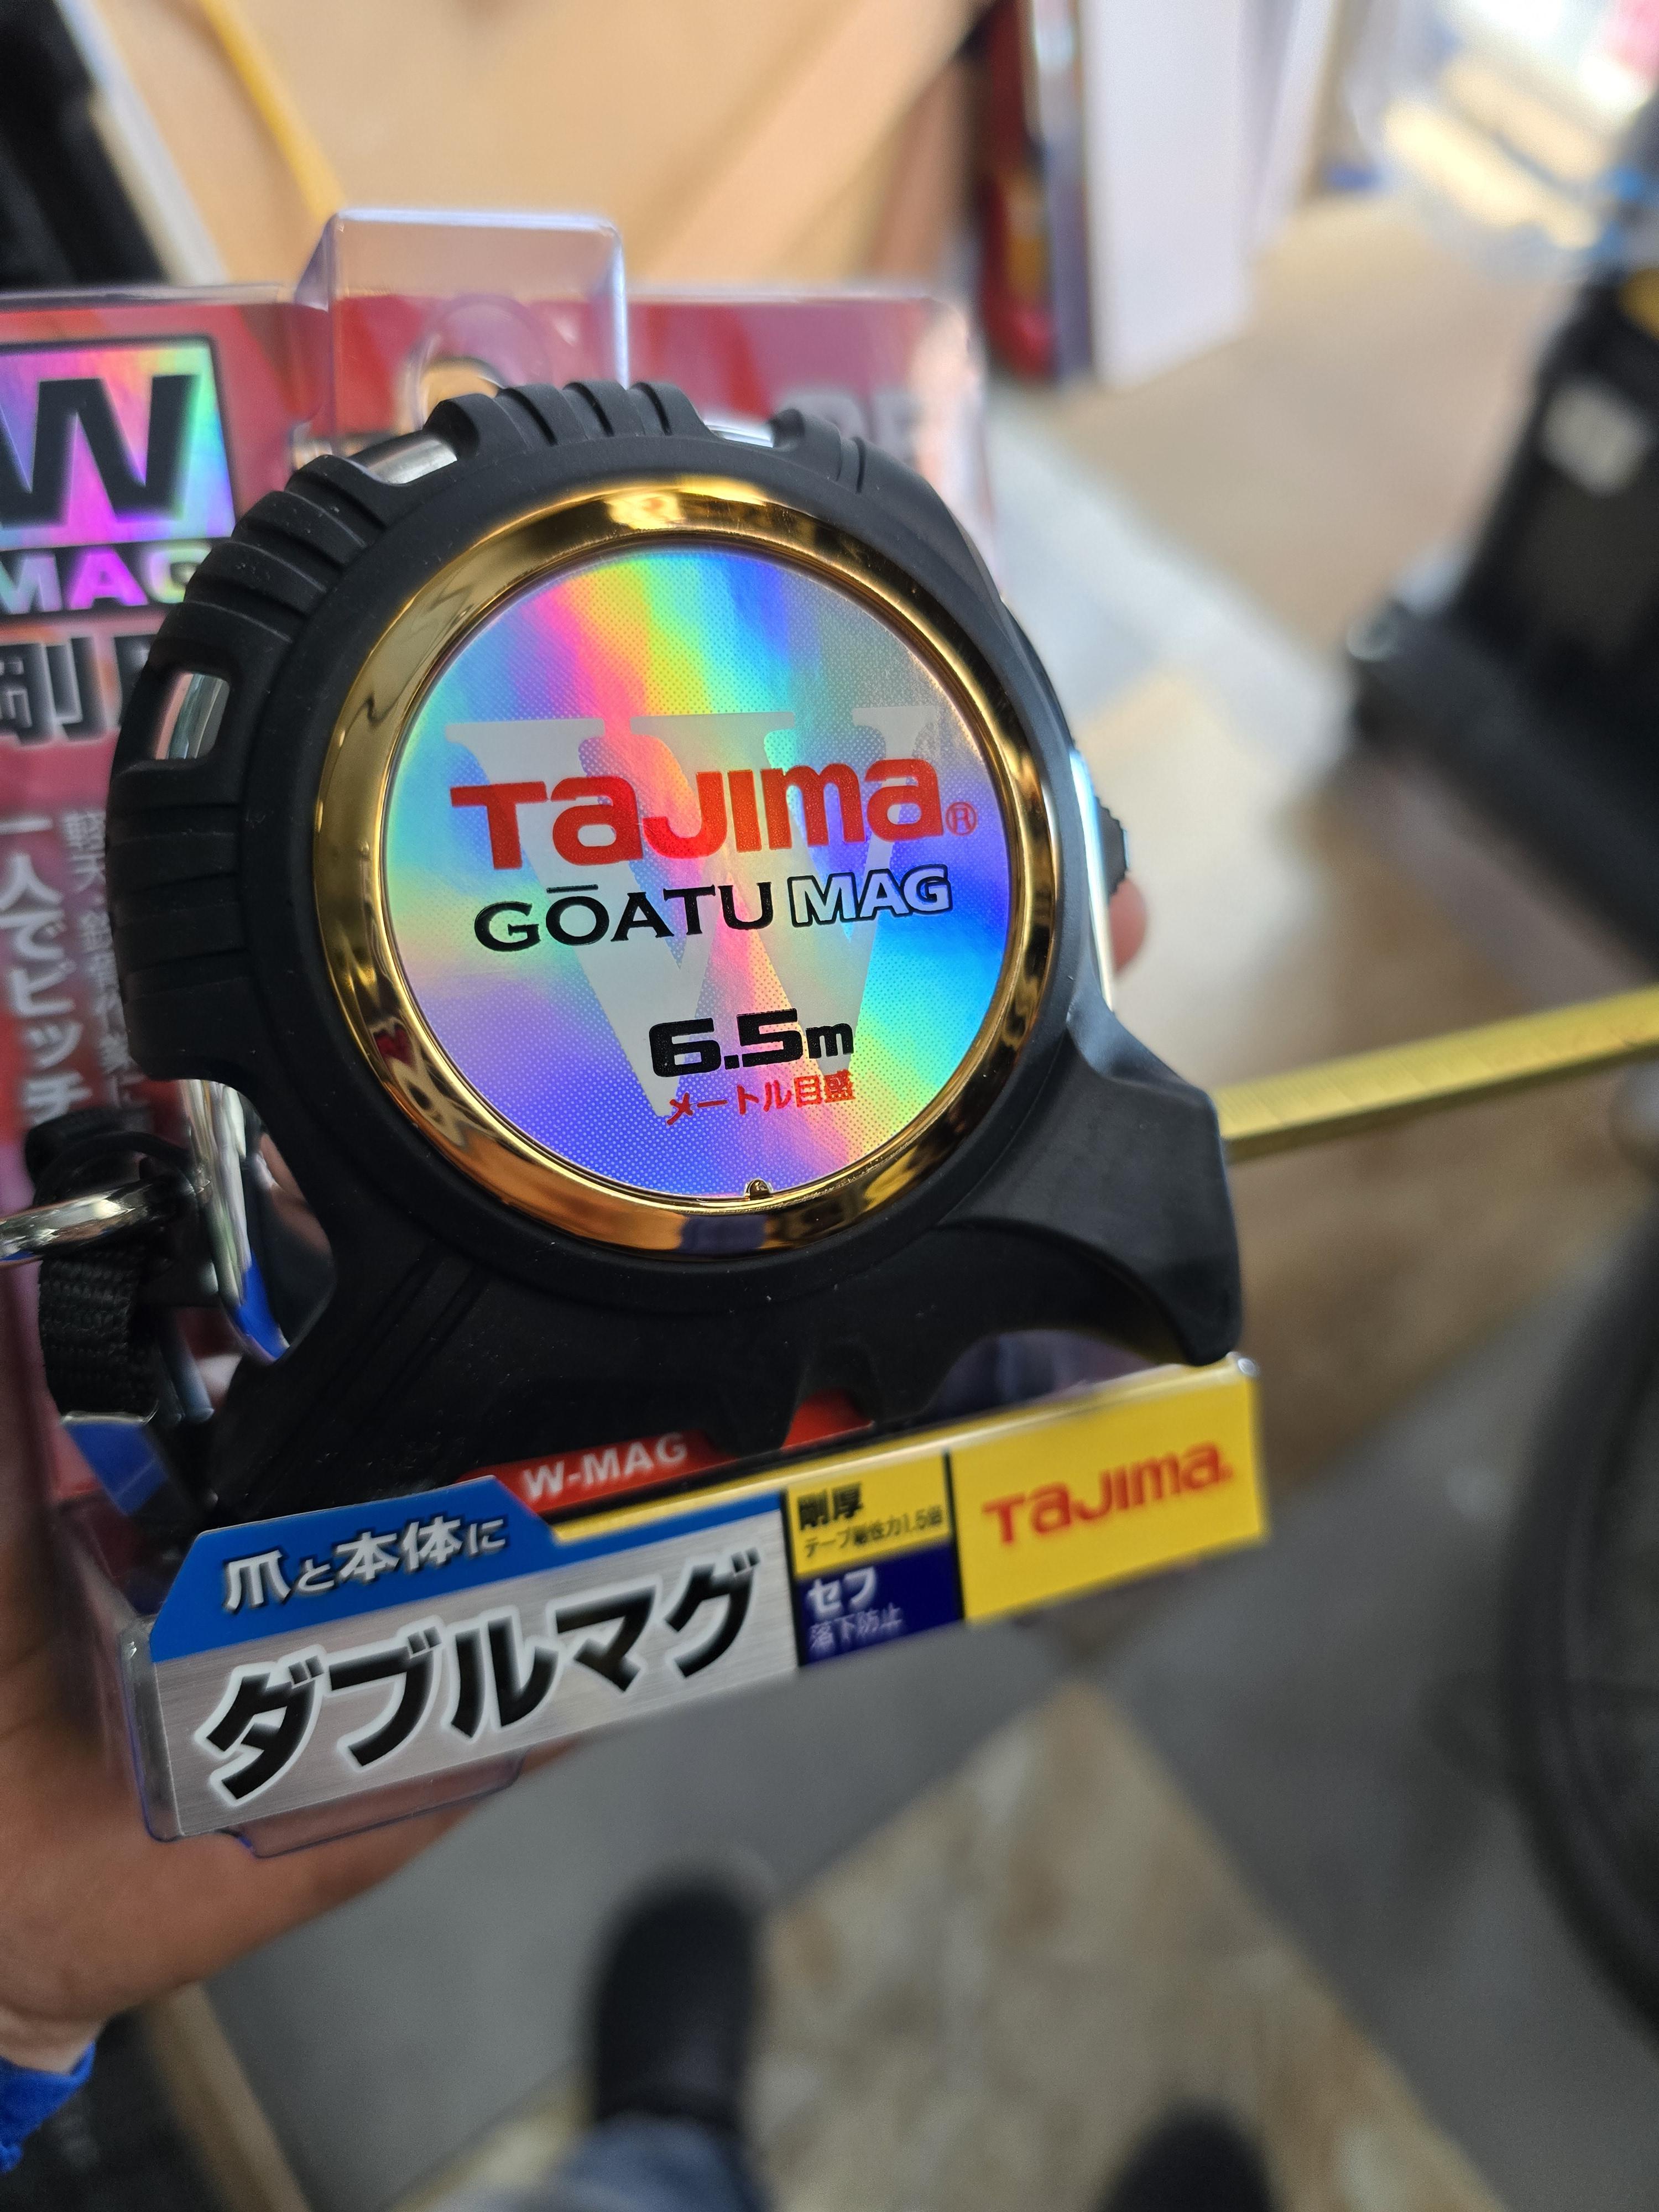 W
MAG
剛厚
一人でピッチ
Tajima®
GŌATU MAG
6.5m
メートル目盛
W-MAG
爪と本体に
ダブルマグ
剛厚
セフ
落下防止
Tajima